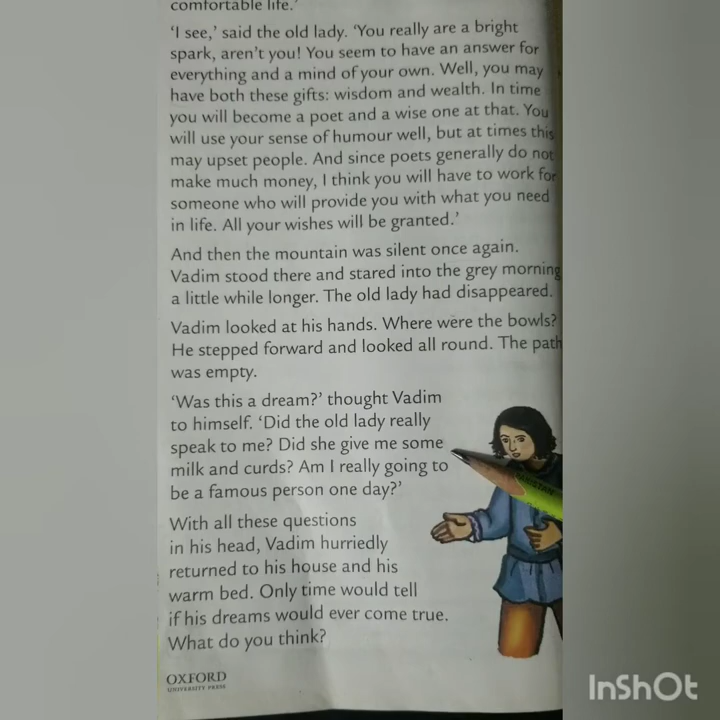 comfortable life.'
'I see,' said the old lady. 'You really are a bright
spark, aren't you! You seem to have an answer for
everything and a mind of your own. Well, you may
have both these gifts: wisdom and wealth. In time
you will become a poet and a wise one at that. You
will use your sense of humour well, but at times this
may upset people. And since poets generally do not
make much money, I think you will have to work for
someone who will provide you with what you need
in life. All your wishes will be granted.'
And then the mountain was silent once again.
Vadim stood there and stared into the grey morning
a little while longer. The old lady had disappeared.
Vadim looked at his hands. Where were the bowls?
He stepped forward and looked all round. The path
was empty.
'Was this a dream?' thought Vadim
to himself. 'Did the old lady really
speak to me? Did she give me some
milk and curds? Am I really going to
be a famous person one day?'
With all these questions
in his head, Vadim hurriedly
returned to his house and his
warm bed. Only time would tell
if his dreams would ever come true.
What do you think?
OXFORD
UNIVERSITY PRESS
InShOt